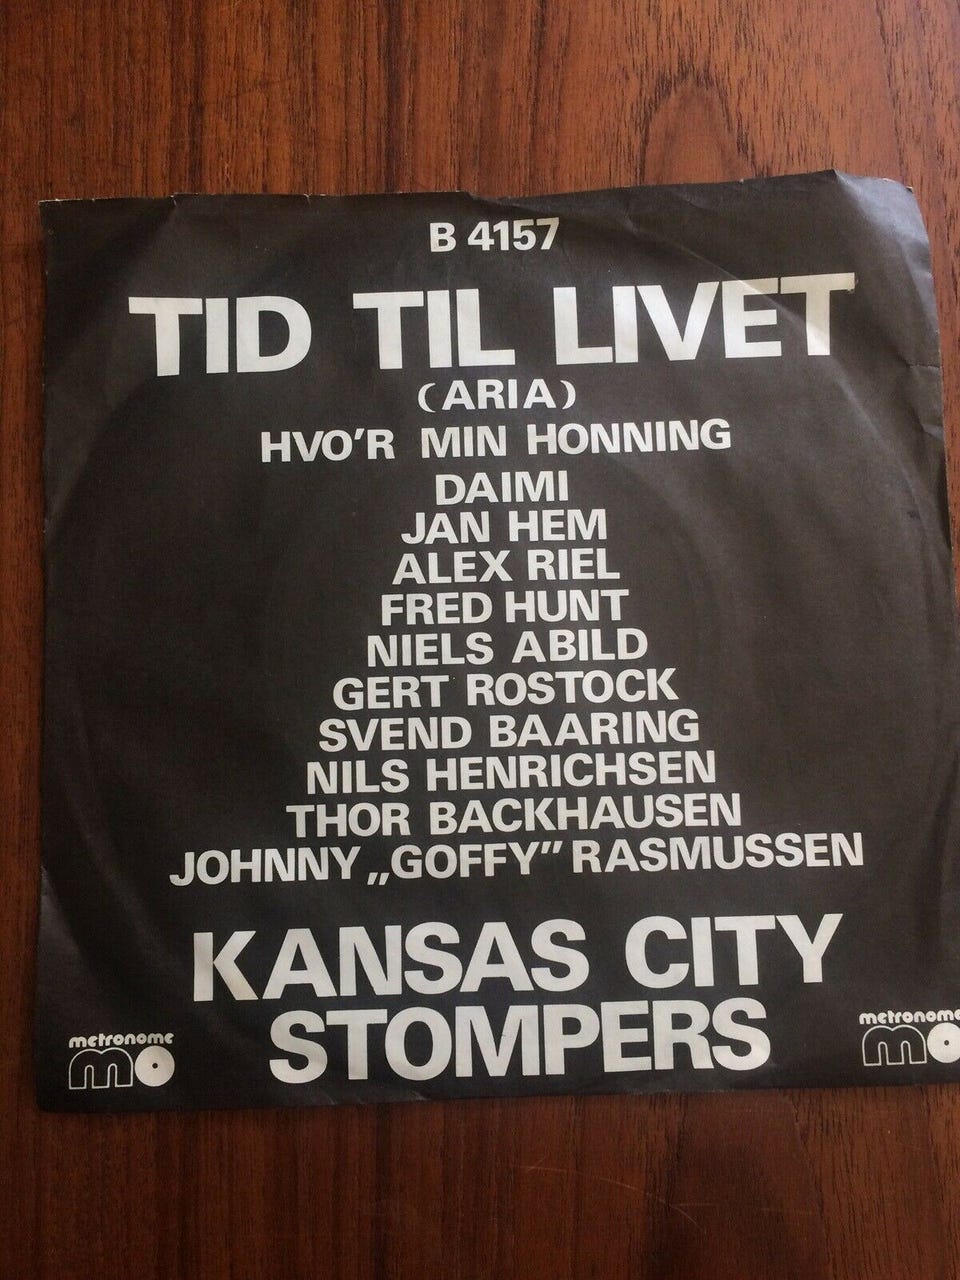 B 4157
TID TIL LIVET
(ARIA)
HVO'R MIN HONNING
DAIMI
JAN HEM
ALEX RIEL
FRED HUNT
NIELS ABILD
GERT ROSTOCK
SVEND BAARING
NILS HENRICHSEN
THOR BACKHAUSEN
JOHNNY „GOFFY” RASMUSSEN
KANSAS CITY
STOMPERS
metronome
mo
metronome
mo